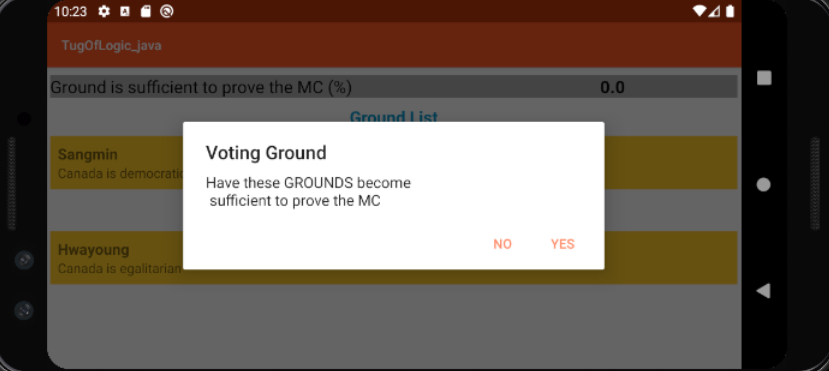 10:23
TugOfLogic_java
Ground is sufficient to prove the MC (%) 0.0
Ground List
Voting Ground
Have these GROUNDS become
sufficient to prove the MC
NO YES
Sangmin
Canada is
Hwayoung
Canada is egalitarian